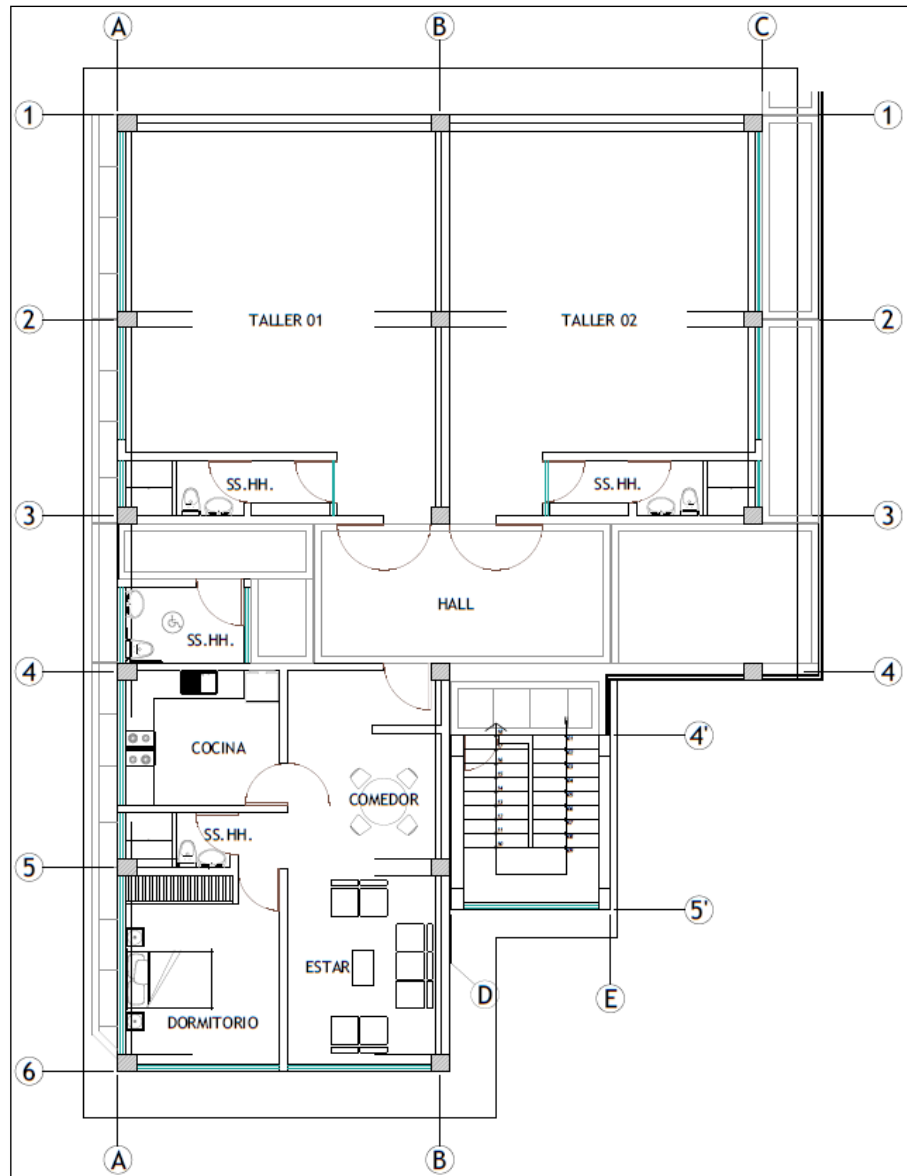 A B C
1 1
2 TALLER 01 TALLER 02 2
SS.HH. SS.HH.
3 3
HALL
SS.HH.
4 4
4'
COCINA
COMEDOR
SS.HH.
5
5'
ESTAR
D E
DORMITORIO
6
A B